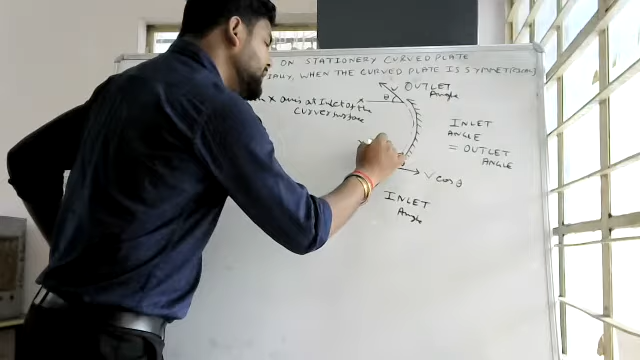 ON STATIONERY CURVED PLATE
IALLY, WHEN THE CURVED PLATE IS SYMMETRICAL)
V OUTLET
Angle
θ
X axis at Inlet of the
Curved surface
INLET
ANGLE
= OUTLET
ANGLE
V cos θ
INLET
Angle